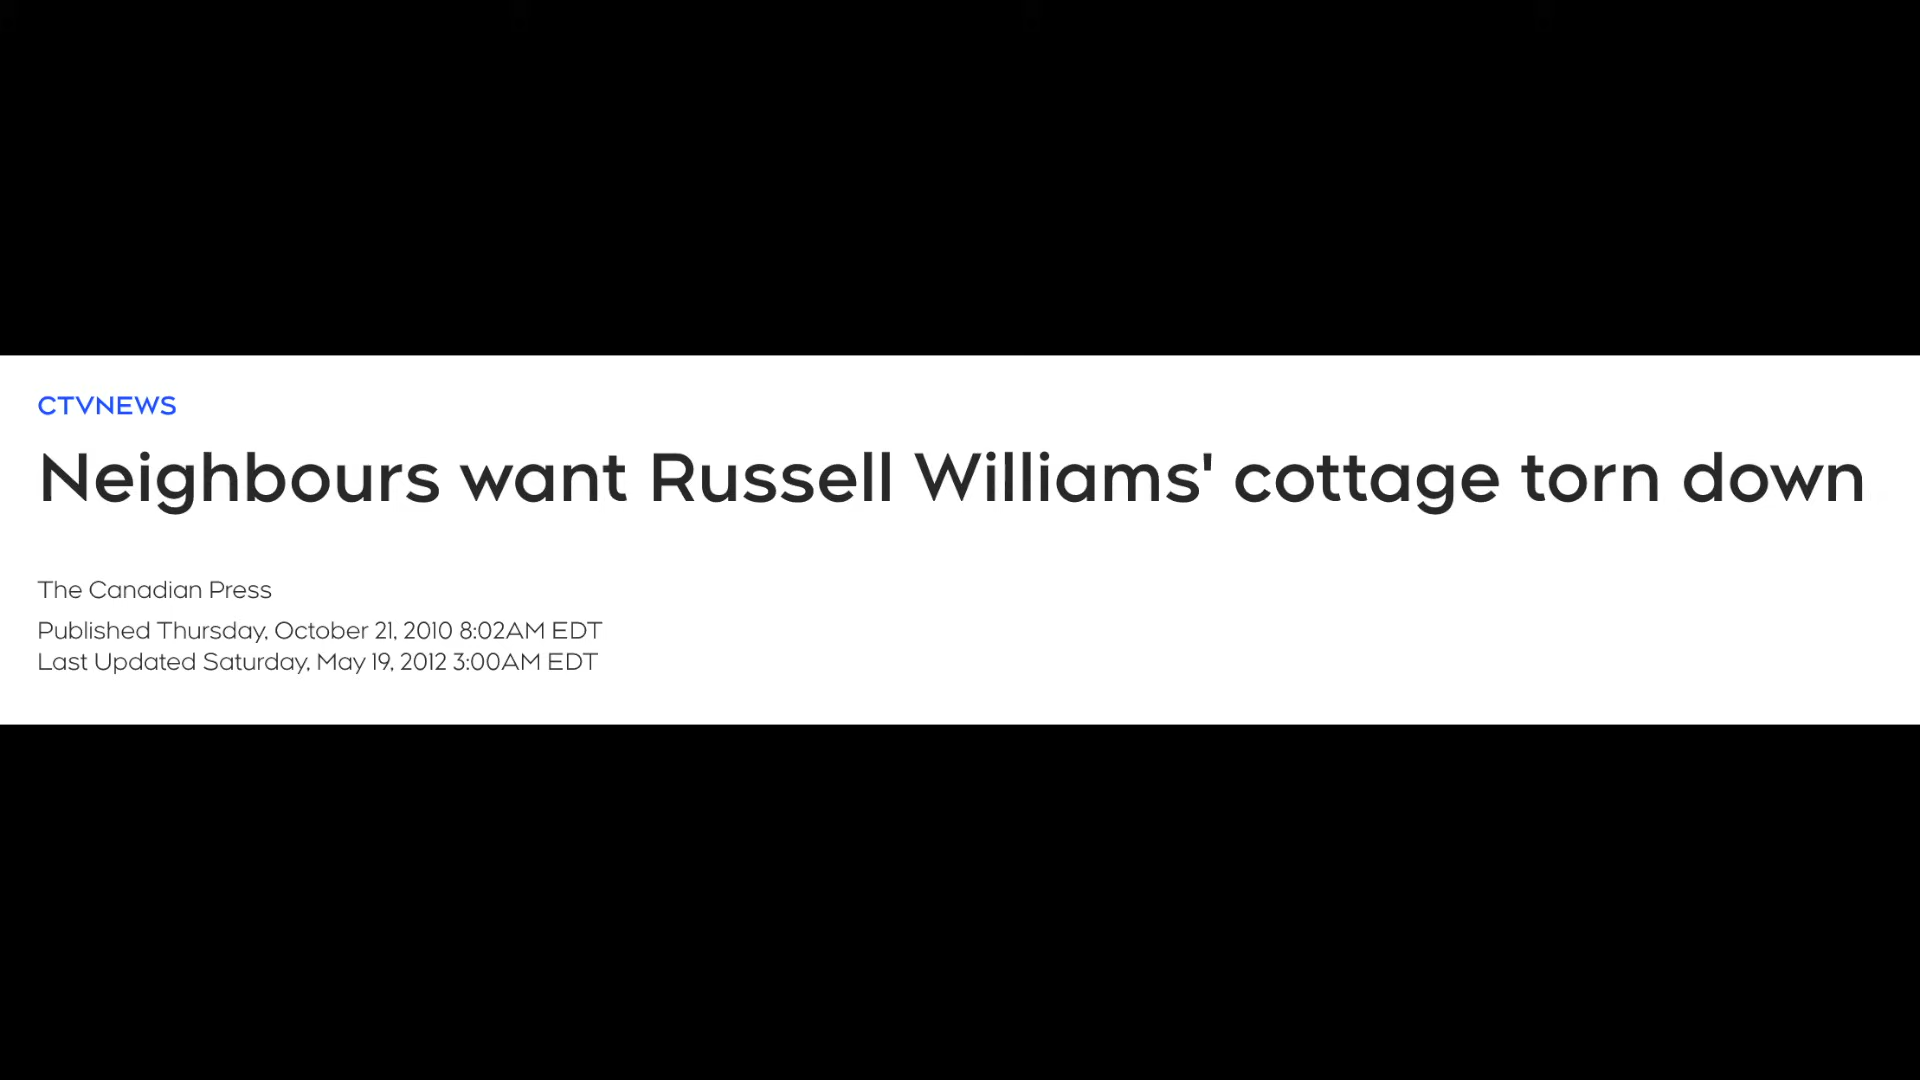 CTVNEWS
Neighbours want Russell Williams' cottage torn down
The Canadian Press
Published Thursday, October 21, 2010 8:02AM EDT
Last Updated Saturday, May 19, 2012 3:00AM EDT